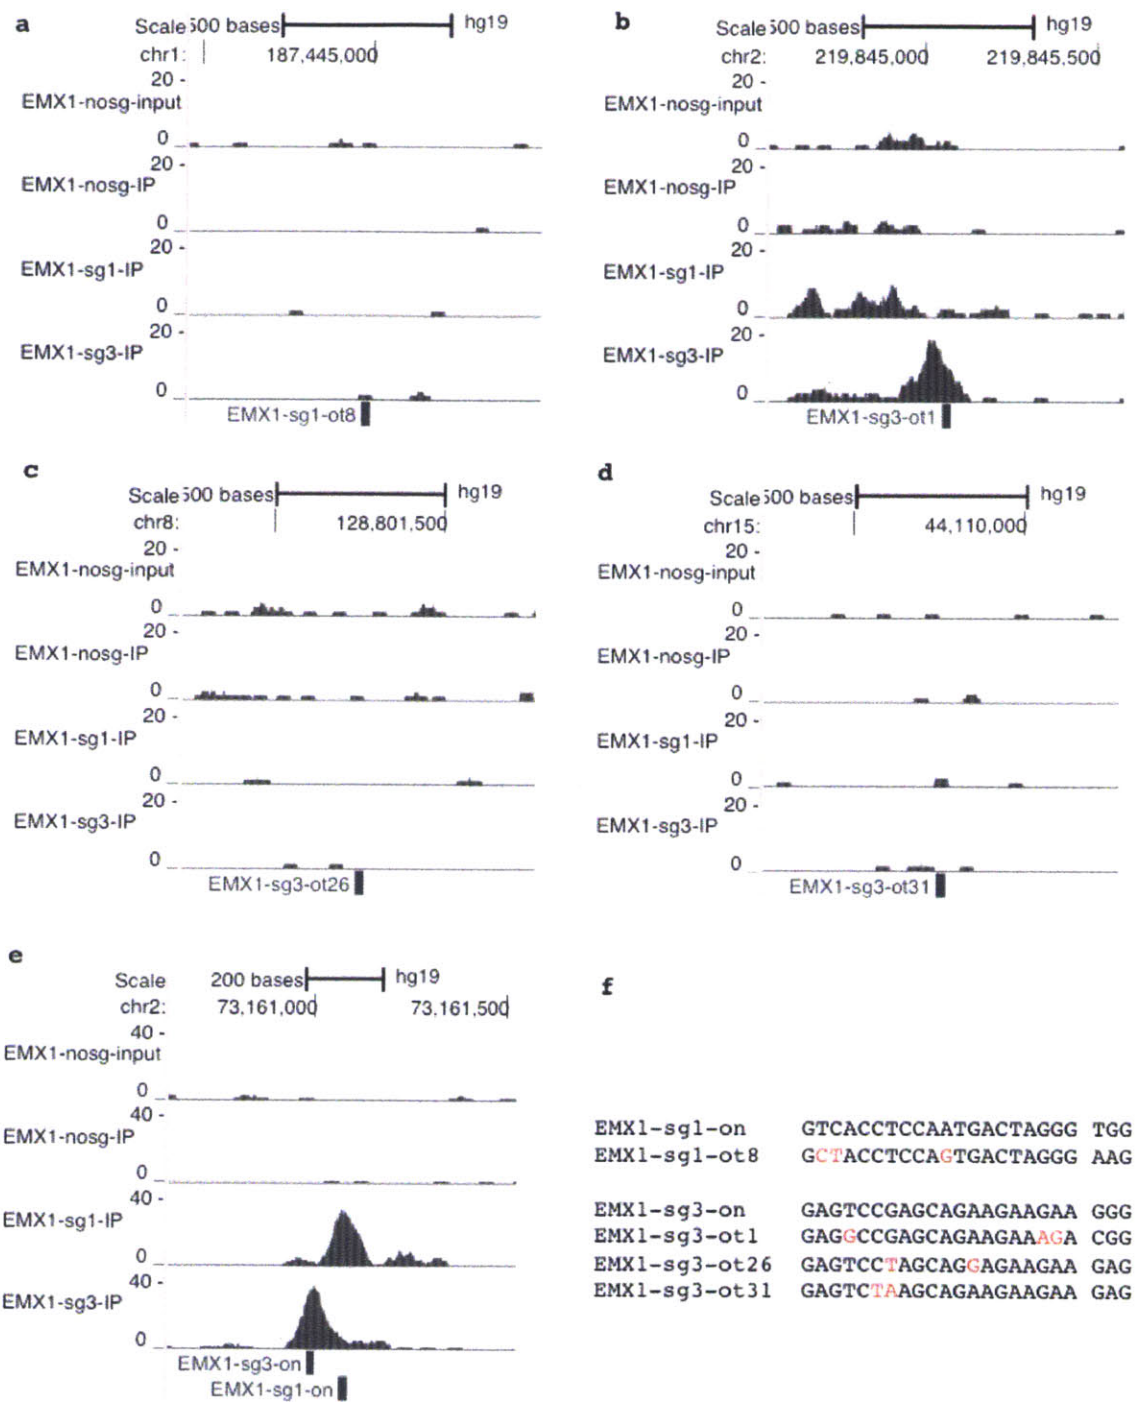 a
Scale 500 bases hg19
chr1: 187,445,000
20 -
EMX1-nosg-input
0
20 -
EMX1-nosg-IP
0
20 -
EMX1-sg1-IP
0
20 -
EMX1-sg3-IP
0
EMX1-sg1-ot8
b
Scale 500 bases hg19
chr2: 219,845,000 219,845,500
20 -
EMX1-nosg-input
0
20 -
EMX1-nosg-IP
0
20 -
EMX1-sg1-IP
0
20 -
EMX1-sg3-IP
0
EMX1-sg3-ot1
c
Scale 500 bases hg19
chr8: 128,801,500
20 -
EMX1-nosg-input
0
20 -
EMX1-nosg-IP
0
20 -
EMX1-sg1-IP
0
20 -
EMX1-sg3-IP
0
EMX1-sg3-ot26
d
Scale 500 bases hg19
chr15: 44,110,000
20 -
EMX1-nosg-input
0
20 -
EMX1-nosg-IP
0
20 -
EMX1-sg1-IP
0
20 -
EMX1-sg3-IP
0
EMX1-sg3-ot31
e
Scale 200 bases hg19
chr2: 73,161,000 73,161,500
40 -
EMX1-nosg-input
0
40 -
EMX1-nosg-IP
0
40 -
EMX1-sg1-IP
0
40 -
EMX1-sg3-IP
0
EMX1-sg3-on
EMX1-sg1-on
f
EMX1-sg1-on GTCACCTCCAATGACTAGGG TGG
EMX1-sg1-ot8 GCTACCTCCAGTGACTAGGG AAG
EMX1-sg3-on GAGTCCGAGCAGAAGAAGAA GGG
EMX1-sg3-ot1 GAGGCCGAGCAGAAGAAAGA CGG
EMX1-sg3-ot26 GAGTCCTAGCAGGAGAAGAA GAG
EMX1-sg3-ot31 GAGTCTAAGCAGAAGAAGAA GAG